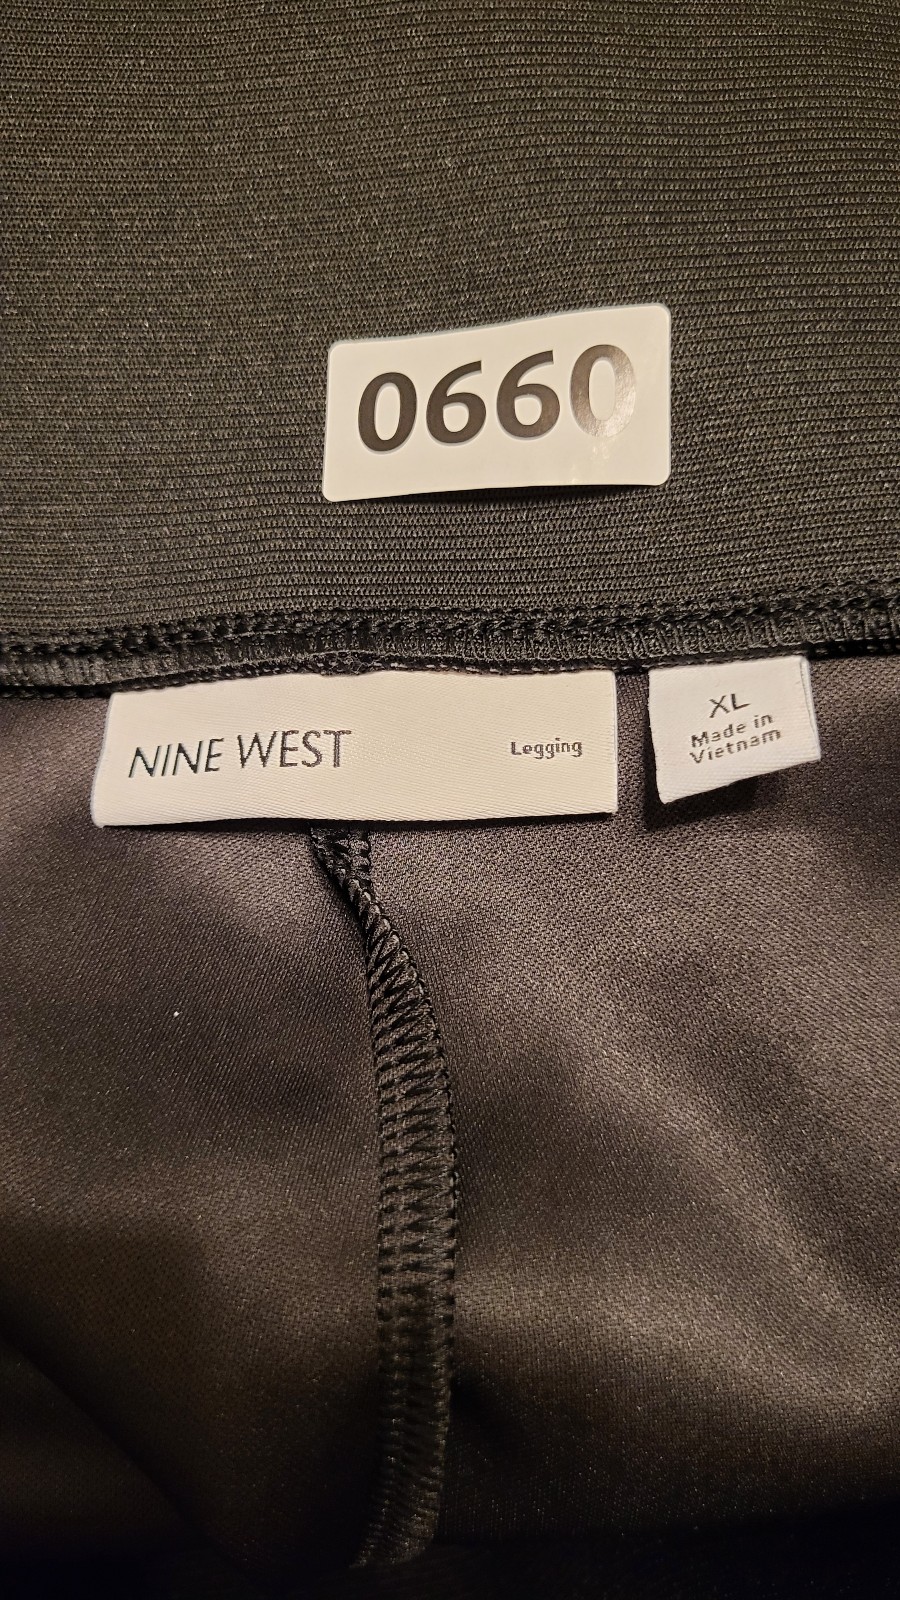 0660
NINE WEST
Legging
XL
Made in
Vietnam